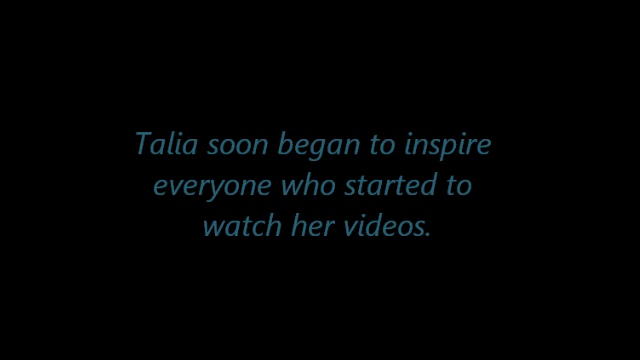 Talia soon began to inspire
everyone who started to
watch her videos.